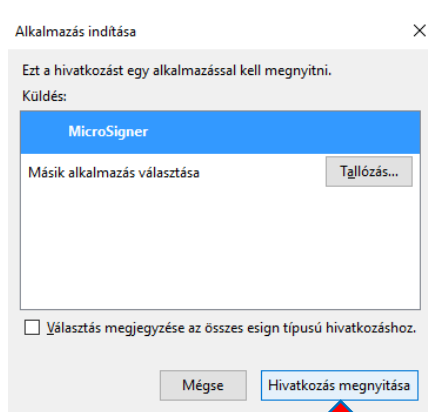 Alkalmazás indítása
Ezt a hivatkozást egy alkalmazással kell megnyitni.
Küldés:
MicroSigner
Másik alkalmazás választása
Tallózás...
Választás megjegyzése az összes esign típusú hivatkozáshoz.
Mégse
Hivatkozás megnyitása